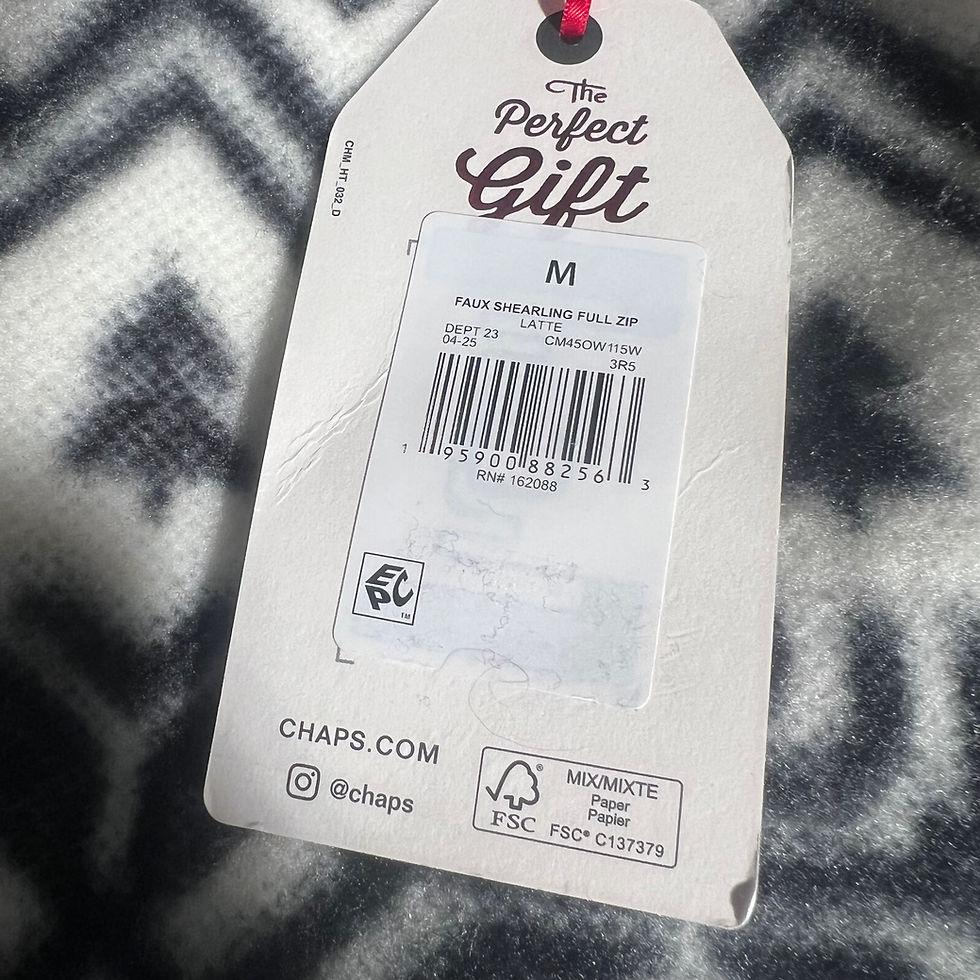 The
Perfect
Gift
CHM_HT_032_D
M
FAUX SHEARLING FULL ZIP
LATTE
DEPT 23
04-25 CM45OW115W
3R5
1 95900 88256 3
RN# 162088
EPC™
CHAPS.COM
@chaps
FSC®
MIX/MIXTE
Paper
Papier
FSC® C137379